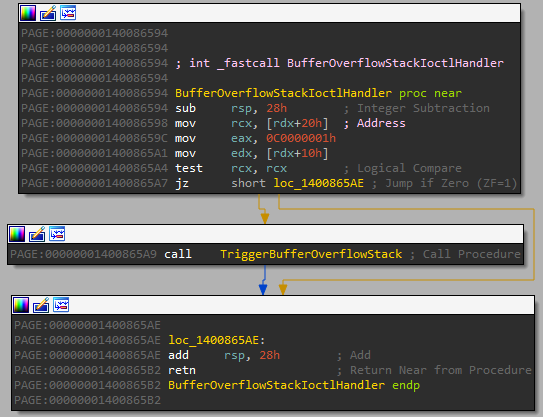 PAGE:0000000140086594
PAGE:0000000140086594
PAGE:0000000140086594 ; int _fastcall BufferOverflowStackIoctlHandler
PAGE:0000000140086594
PAGE:0000000140086594 BufferOverflowStackIoctlHandler proc near
PAGE:0000000140086594 sub rsp, 28h ; Integer Subtraction
PAGE:0000000140086598 mov rcx, [rdx+20h] ; Address
PAGE:000000014008659C mov eax, 0C0000001h
PAGE:00000001400865A1 mov edx, [rdx+10h]
PAGE:00000001400865A4 test rcx, rcx ; Logical Compare
PAGE:00000001400865A7 jz short loc_1400865AE ; Jump if Zero (ZF=1)
PAGE:00000001400865A9 call TriggerBufferOverflowStack ; Call Procedure
PAGE:00000001400865AE
PAGE:00000001400865AE loc_1400865AE:
PAGE:00000001400865AE add rsp, 28h ; Add
PAGE:00000001400865B2 retn ; Return Near from Procedure
PAGE:00000001400865B2 BufferOverflowStackIoctlHandler endp
PAGE:00000001400865B2